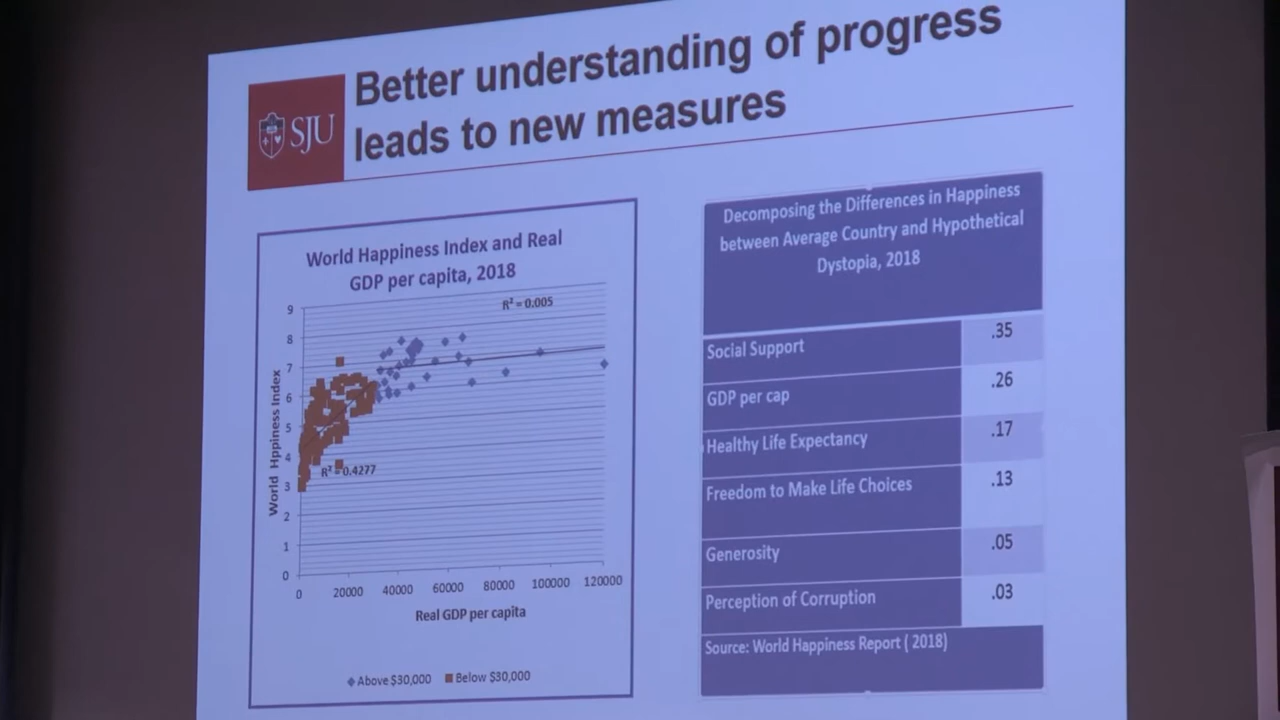 Better understanding of progress
leads to new measures
SJU
World Happiness Index and Real
GDP per capita, 2018
R² = 0.005
R² = 0.4277
World Hppiness Index
9
8
7
6
5
4
3
2
1
0
0 20000 40000 60000 80000 100000 120000
Real GDP per capita
Above $30,000 Below $30,000
Decomposing the Differences in Happiness
between Average Country and Hypothetical
Dystopia, 2018
Social Support .35
GDP per cap .26
Healthy Life Expectancy .17
Freedom to Make Life Choices .13
Generosity .05
Perception of Corruption .03
Source: World Happiness Report ( 2018)